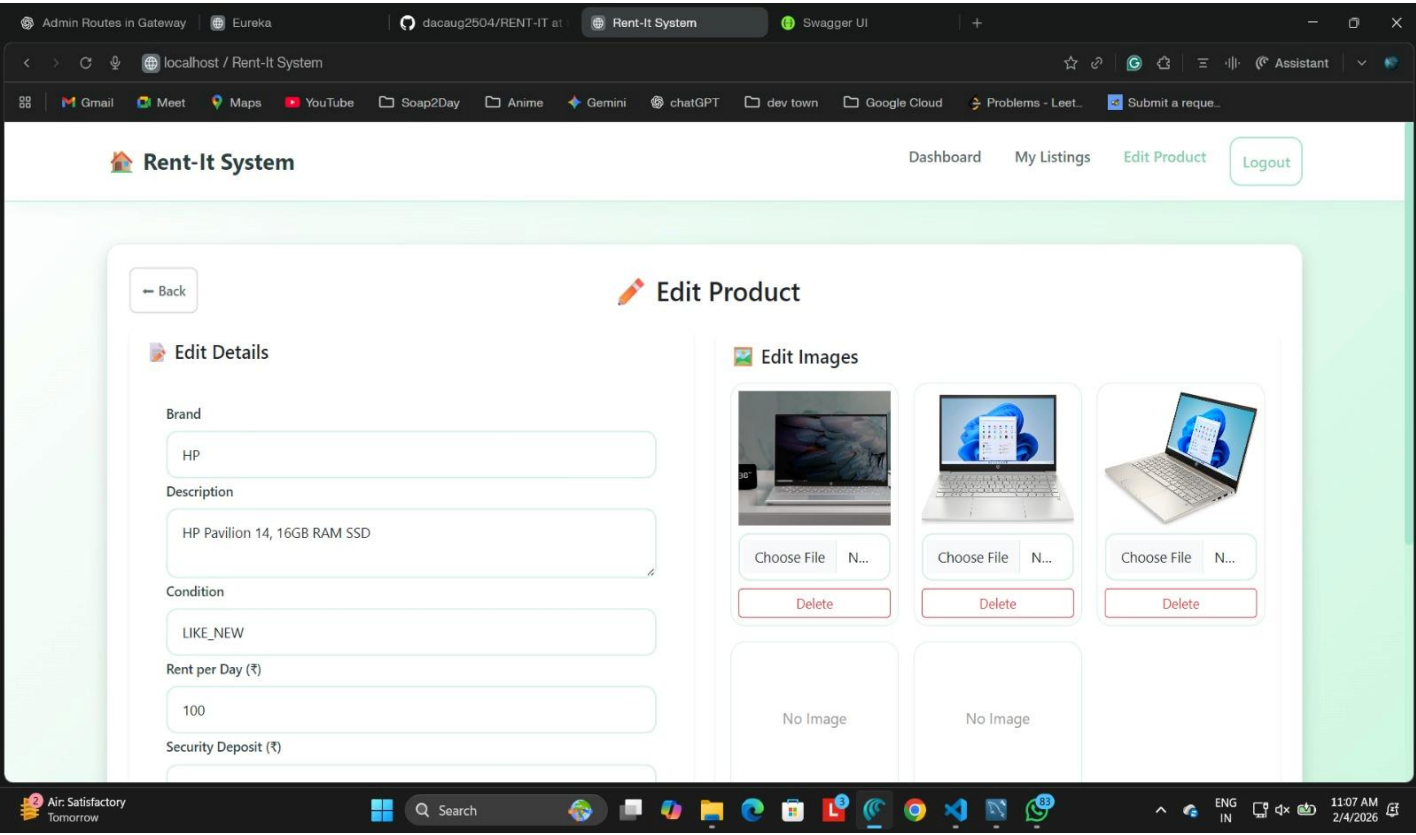 Admin Routes in Gateway
Eureka
dacaug2504/RENT-IT at
Rent-It System
Swagger UI
localhost / Rent-It System
Assistant
Gmail
Meet
Maps
YouTube
Soap2Day
Anime
Gemini
chatGPT
dev town
Google Cloud
Problems - Leet...
Submit a reque...
Rent-It System
Dashboard
My Listings
Edit Product
Logout
← Back
Edit Product
Edit Details
Brand
HP
Description
HP Pavilion 14, 16GB RAM SSD
Condition
LIKE_NEW
Rent per Day (₹)
100
Security Deposit (₹)
Edit Images
Choose File N...
Choose File N...
Choose File N...
Delete
Delete
Delete
No Image
No Image
2
Air: Satisfactory
Tomorrow
Search
3
83
ENG
IN
11:07 AM
2/4/2026